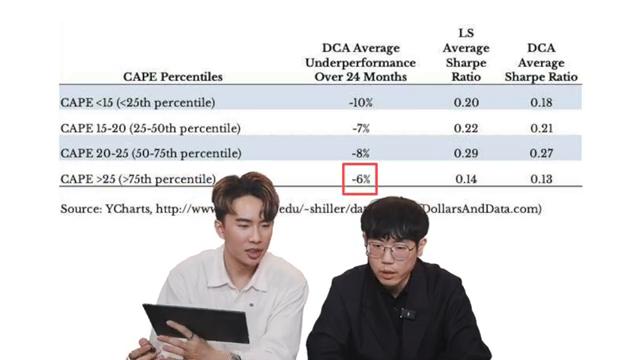 CAPE Percentiles DCA Average Underperformance Over 24 Months LS Average Sharpe Ratio DCA Average Sharpe Ratio
CAPE <15 (<25th percentile) -10% 0.20 0.18
CAPE 15-20 (25-50th percentile) -7% 0.22 0.21
CAPE 20-25 (50-75th percentile) -8% 0.29 0.27
CAPE >25 (>75th percentile) -6% 0.14 0.13
Source: YCharts, http://www. edu/~shiller/dat DollarsAndData.com)